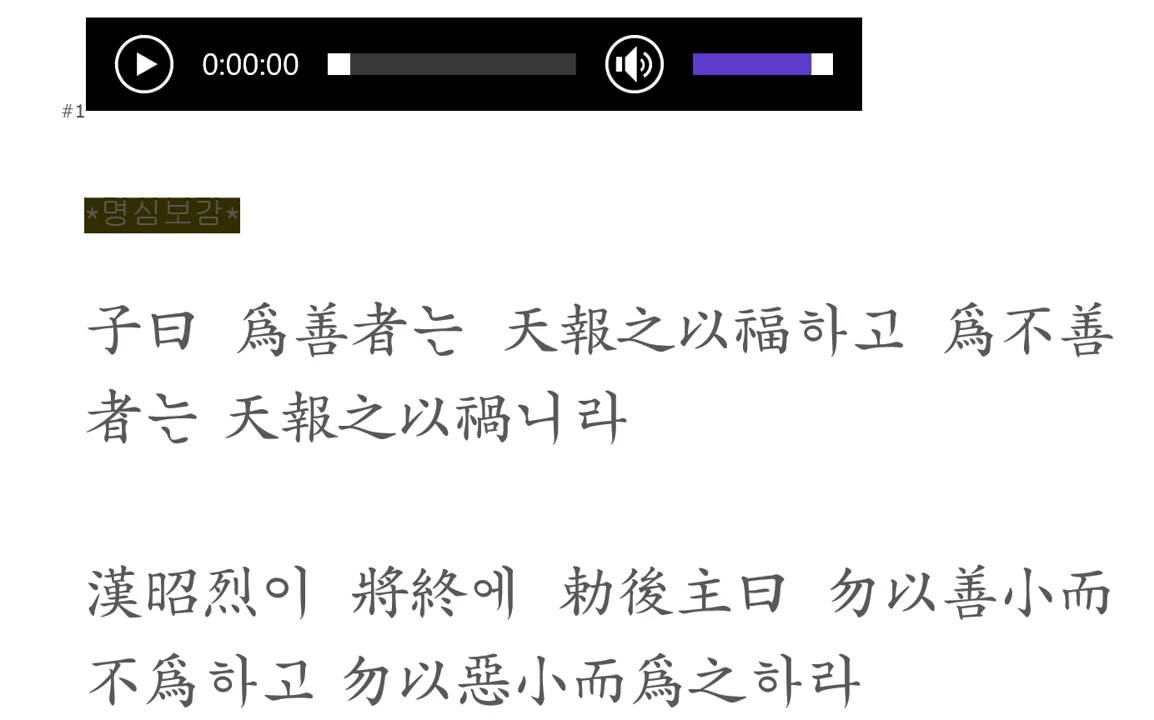 0:00:00
#1
*명심보감*
子曰 爲善者는 天報之以福하고 爲不善
者는 天報之以禍니라
漢昭烈이 將終에 勅後主曰 勿以善小而
不爲하고 勿以惡小而爲之하라